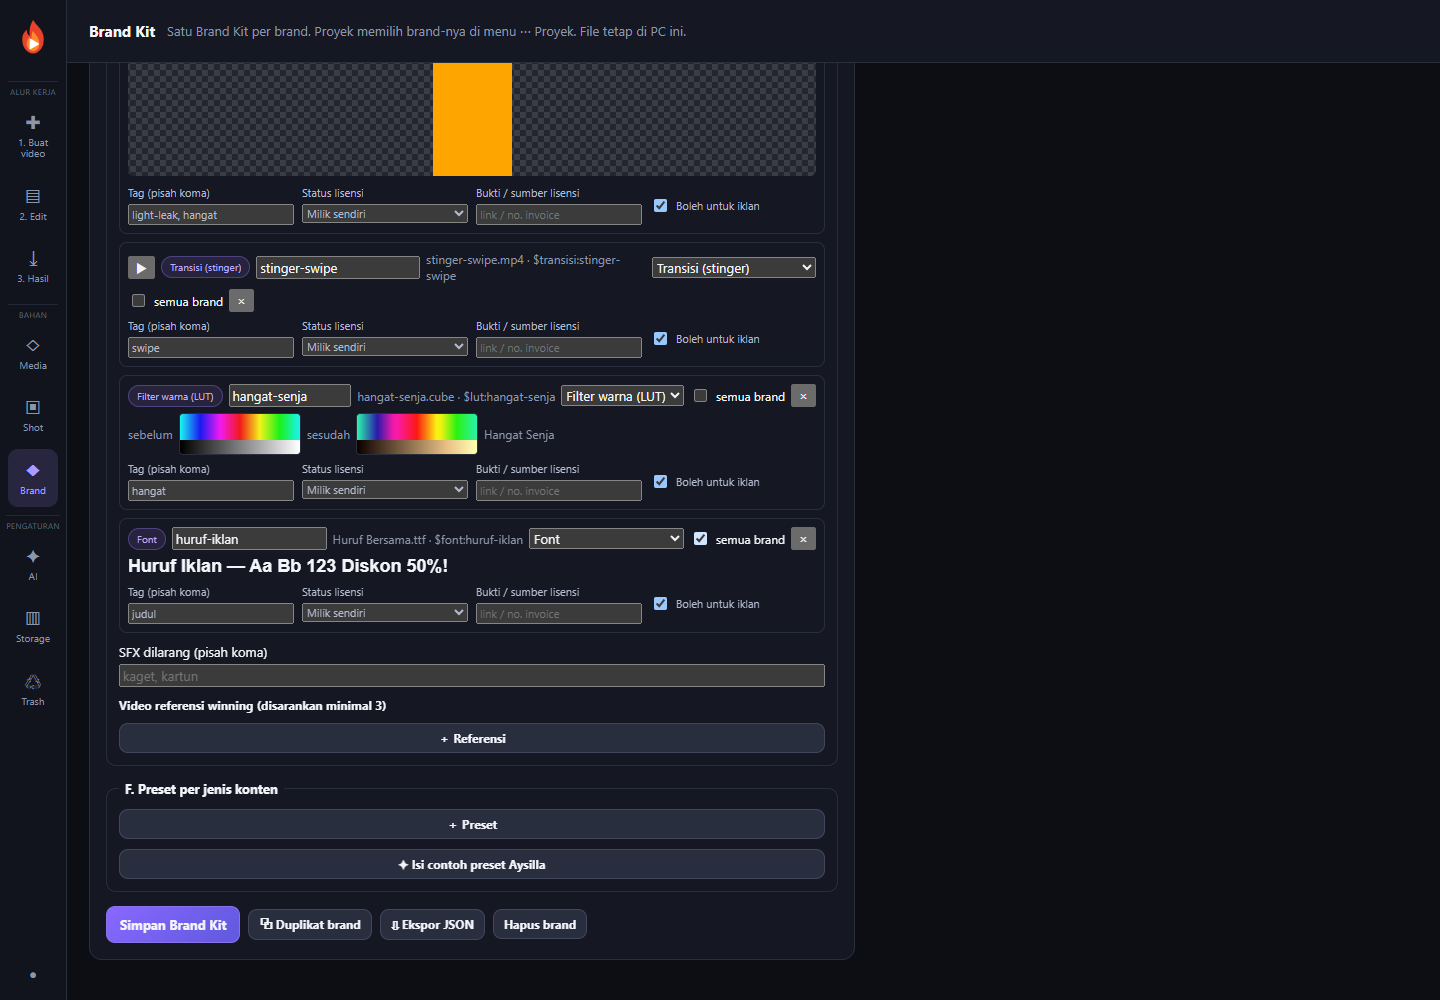 Brand Kit
Satu Brand Kit per brand. Proyek memilih brand-nya di menu ··· Proyek. File tetap di PC ini.
ALUR KERJA
1. Buat video
2. Edit
3. Hasil
BAHAN
Media
Shot
Brand
PENGATURAN
AI
Storage
Trash
Tag (pisah koma)
Status lisensi
Bukti / sumber lisensi
light-leak, hangat
Milik sendiri
link / no. invoice
Boleh untuk iklan
Transisi (stinger)
stinger-swipe
stinger-swipe.mp4 · $transisi:stinger-swipe
Transisi (stinger)
semua brand
×
Tag (pisah koma)
Status lisensi
Bukti / sumber lisensi
swipe
Milik sendiri
link / no. invoice
Boleh untuk iklan
Filter warna (LUT)
hangat-senja
hangat-senja.cube · $lut:hangat-senja
Filter warna (LUT)
semua brand
×
sebelum
sesudah
Hangat Senja
Tag (pisah koma)
Status lisensi
Bukti / sumber lisensi
hangat
Milik sendiri
link / no. invoice
Boleh untuk iklan
Font
huruf-iklan
Huruf Bersama.ttf · $font:huruf-iklan
Font
semua brand
×
Huruf Iklan — Aa Bb 123 Diskon 50%!
Tag (pisah koma)
Status lisensi
Bukti / sumber lisensi
judul
Milik sendiri
link / no. invoice
Boleh untuk iklan
SFX dilarang (pisah koma)
kaget, kartun
Video referensi winning (disarankan minimal 3)
+ Referensi
F. Preset per jenis konten
+ Preset
✦ Isi contoh preset Aysilla
Simpan Brand Kit
Duplikat brand
Ekspor JSON
Hapus brand